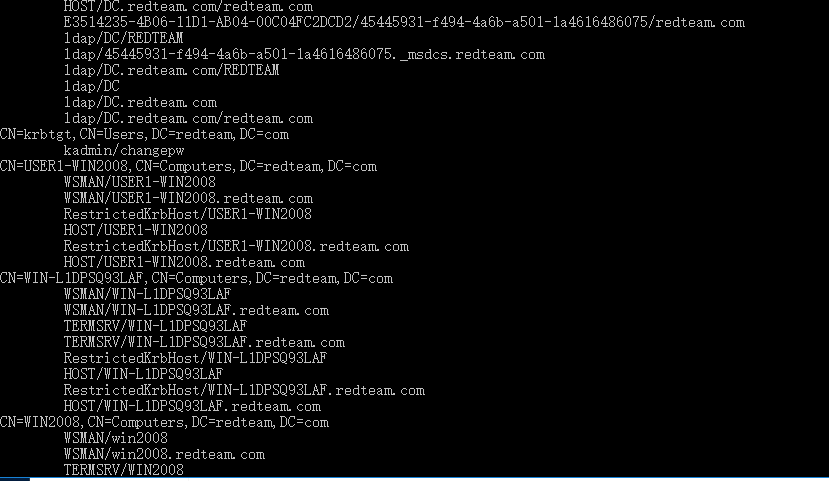 HOST/DC.redteam.com/redteam.com
E3514235-4B06-11D1-AB04-00C04FC2DCD2/45445931-f494-4a6b-a501-1a4616486075/redteam.com
ldap/DC/REDTEAM
ldap/45445931-f494-4a6b-a501-1a4616486075._msdcs.redteam.com
ldap/DC.redteam.com/REDTEAM
ldap/DC
ldap/DC.redteam.com
ldap/DC.redteam.com/redteam.com
CN=krbtgt,CN=Users,DC=redteam,DC=com
kadmin/changepw
CN=USER1-WIN2008,CN=Computers,DC=redteam,DC=com
WSMAN/USER1-WIN2008
WSMAN/USER1-WIN2008.redteam.com
RestrictedKrbHost/USER1-WIN2008
HOST/USER1-WIN2008
RestrictedKrbHost/USER1-WIN2008.redteam.com
HOST/USER1-WIN2008.redteam.com
CN=WIN-L1DPSQ93LAF,CN=Computers,DC=redteam,DC=com
WSMAN/WIN-L1DPSQ93LAF
WSMAN/WIN-L1DPSQ93LAF.redteam.com
TERMSRV/WIN-L1DPSQ93LAF
TERMSRV/WIN-L1DPSQ93LAF.redteam.com
RestrictedKrbHost/WIN-L1DPSQ93LAF
HOST/WIN-L1DPSQ93LAF
RestrictedKrbHost/WIN-L1DPSQ93LAF.redteam.com
HOST/WIN-L1DPSQ93LAF.redteam.com
CN=WIN2008,CN=Computers,DC=redteam,DC=com
WSMAN/win2008
WSMAN/win2008.redteam.com
TERMSRV/WIN2008